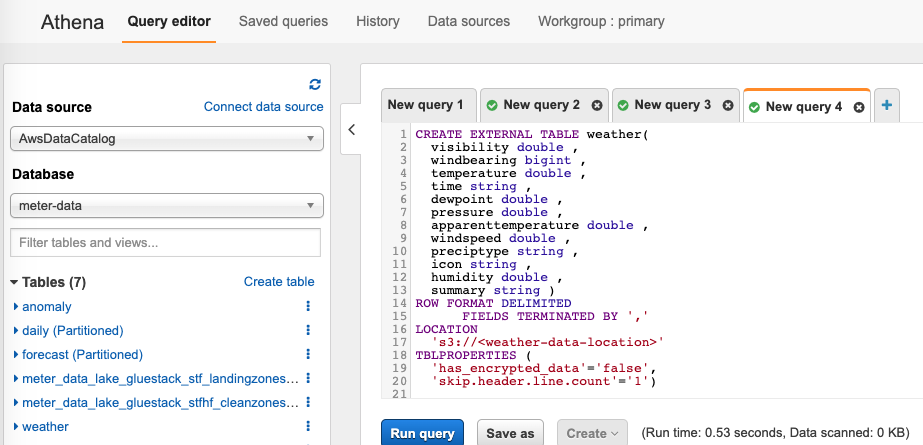 Athena Query editor Saved queries History Data sources Workgroup : primary
Data source Connect data source
AwsDataCatalog
Database
meter-data
Filter tables and views...
Tables (7) Create table
anomaly
daily (Partitioned)
forecast (Partitioned)
meter_data_lake_gluestack_stf_landingzones...
meter_data_lake_gluestack_stfhf_cleanzones...
weather
New query 1 New query 2 New query 3 New query 4 +
1 CREATE EXTERNAL TABLE weather(
2 visibility double ,
3 windbearing bigint ,
4 temperature double ,
5 time string ,
6 dewpoint double ,
7 pressure double ,
8 apparenttemperature double ,
9 windspeed double ,
10 preciptype string ,
11 icon string ,
12 humidity double ,
13 summary string )
14 ROW FORMAT DELIMITED
15 FIELDS TERMINATED BY ','
16 LOCATION
17 's3://<weather-data-location>'
18 TBLPROPERTIES (
19 'has_encrypted_data'='false',
20 'skip.header.line.count'='1')
21
Run query Save as Create (Run time: 0.53 seconds, Data scanned: 0 KB)